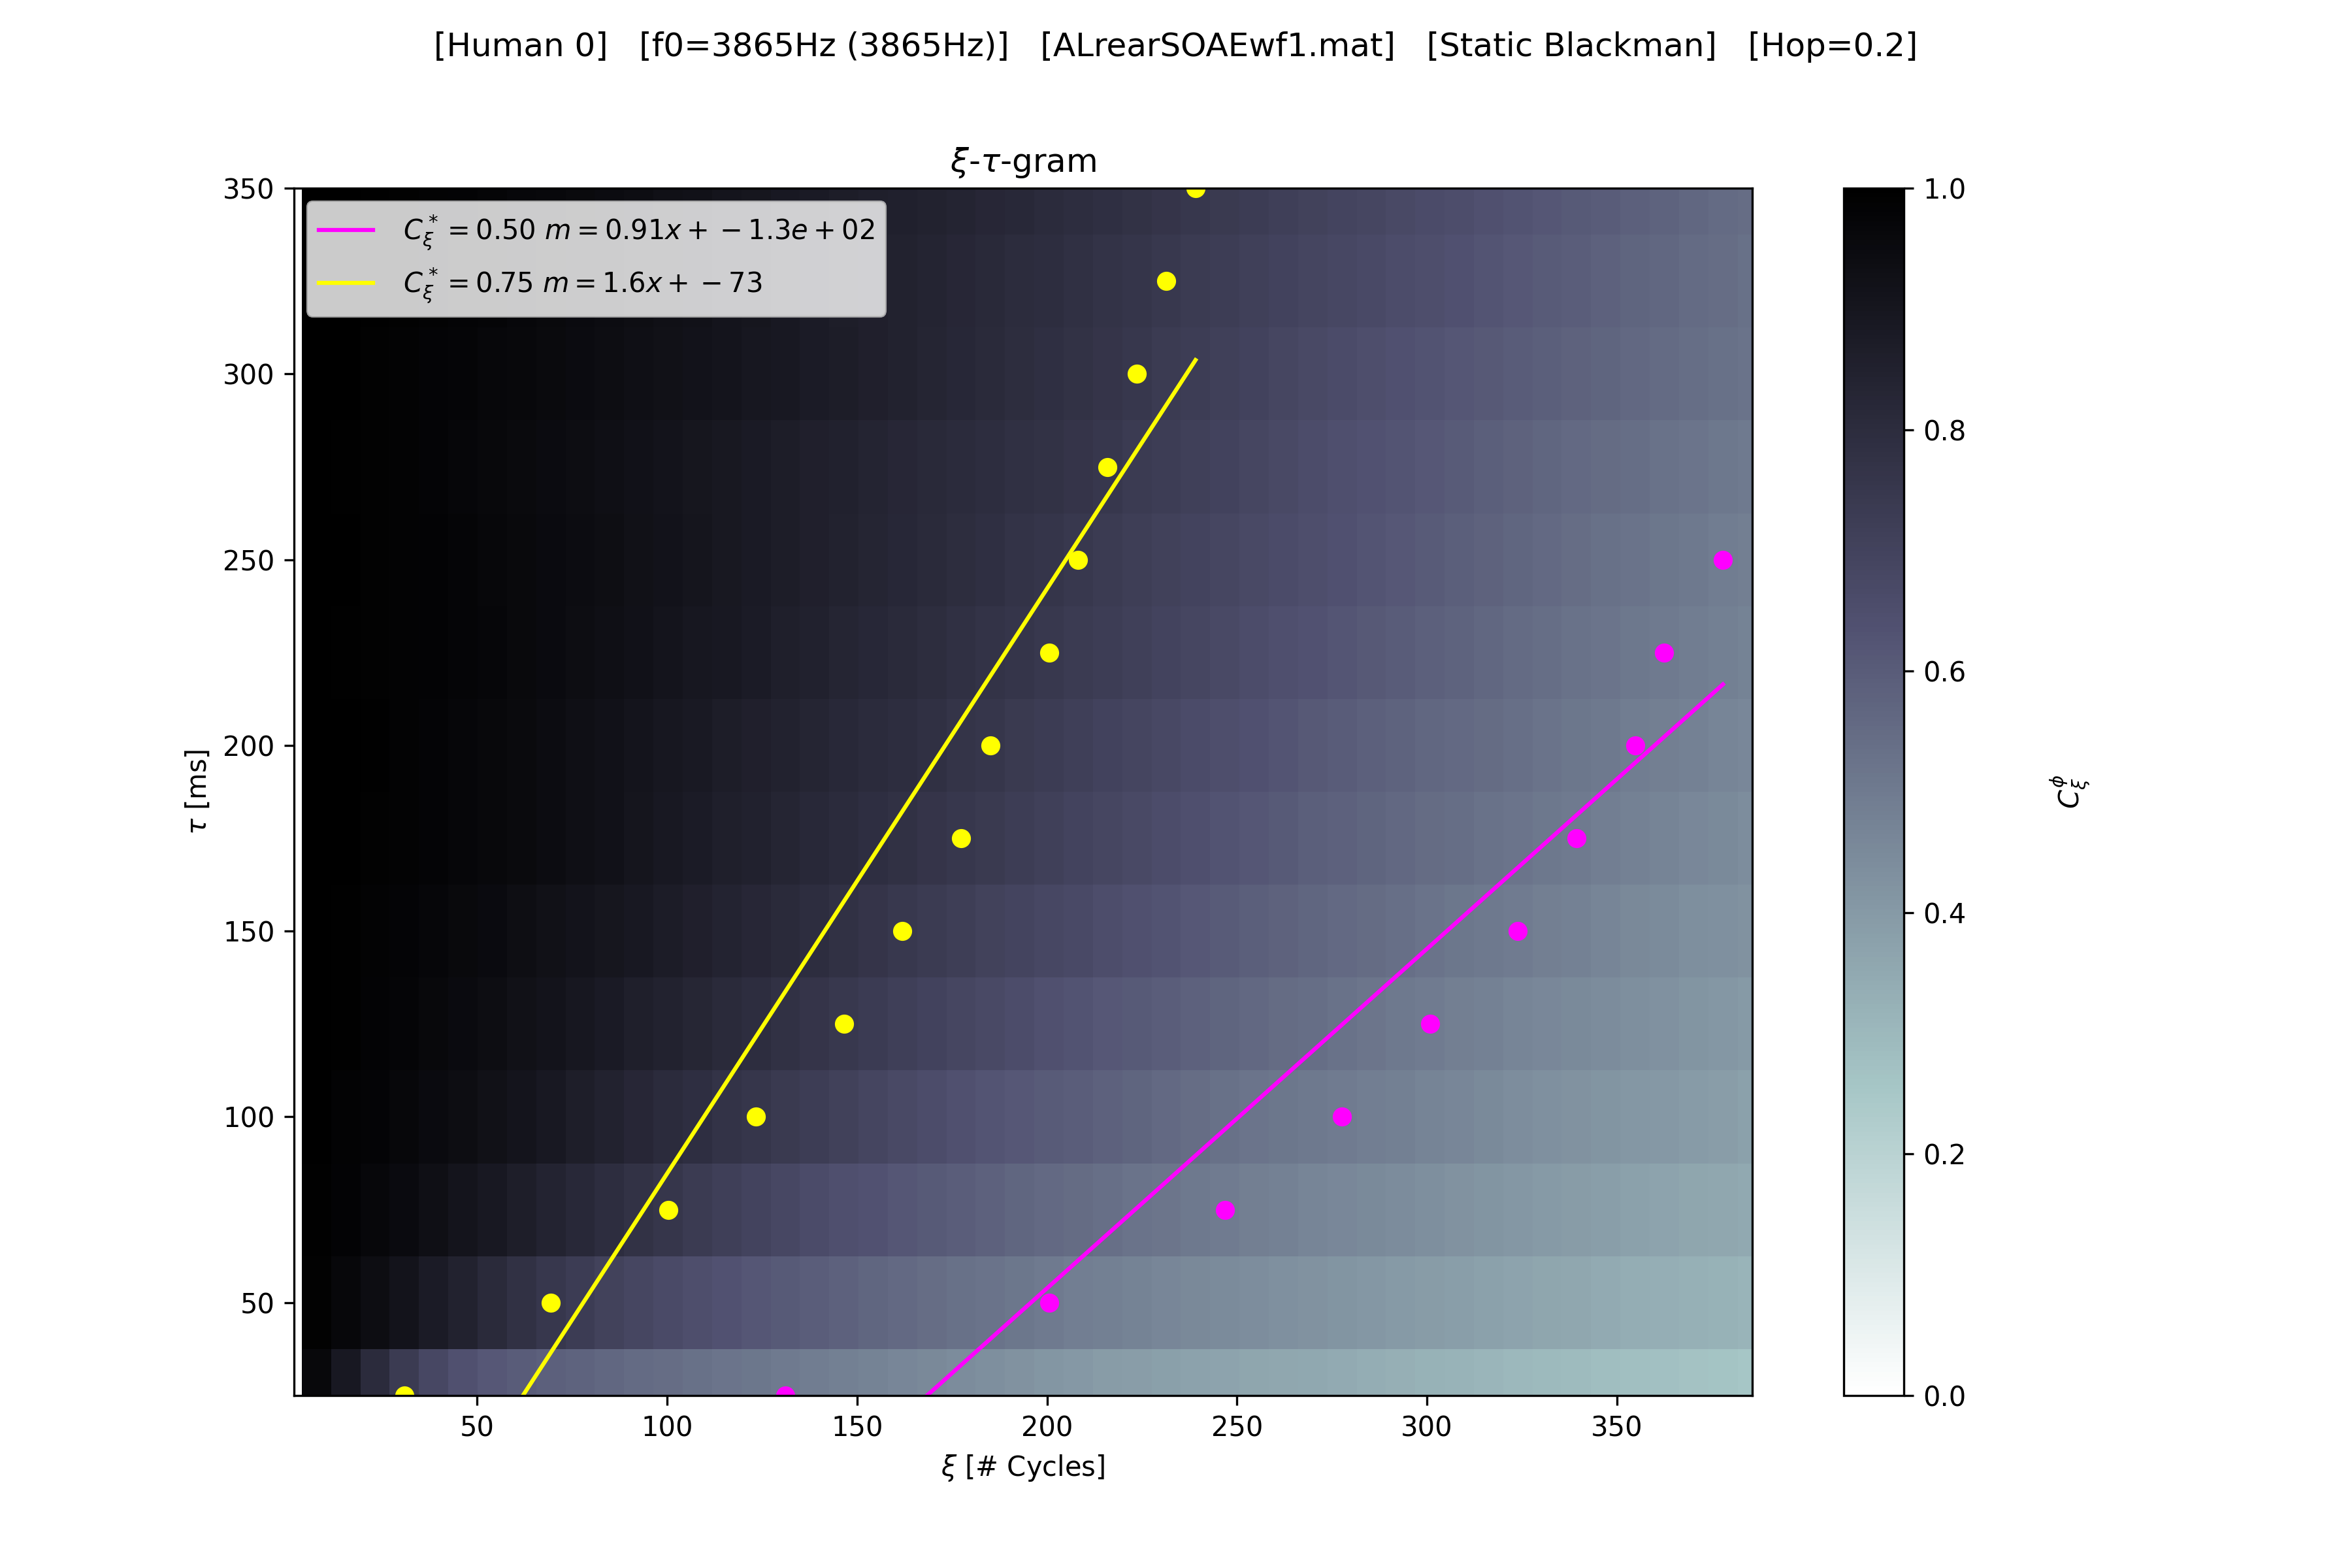 [Human 0]   [f0=3865Hz (3865Hz)]   [ALrearSOAEwf1.mat]   [Static Blackman]   [Hop=0.2]
ξ-τ-gram
C*ξ = 0.50 m = 0.91x + −1.3e + 02
C*ξ = 0.75 m = 1.6x + −73
350
300
250
200
150
100
50
τ [ms]
50 100 150 200 250 300 350
ξ [# Cycles]
1.0
0.8
0.6
0.4
0.2
0.0
Cϕξ